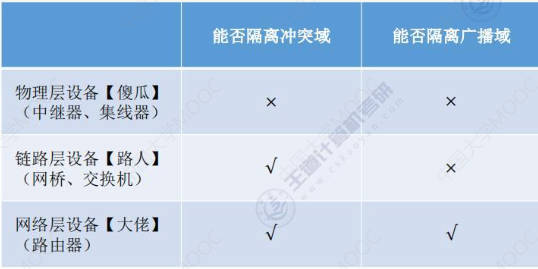 能否隔离冲突域 能否隔离广播域
物理层设备【傻瓜】
（中继器、集线器）
× ×
链路层设备【路人】
（网桥、交换机）
√ ×
网络层设备【大佬】
（路由器）
√ √
王道计算机考研